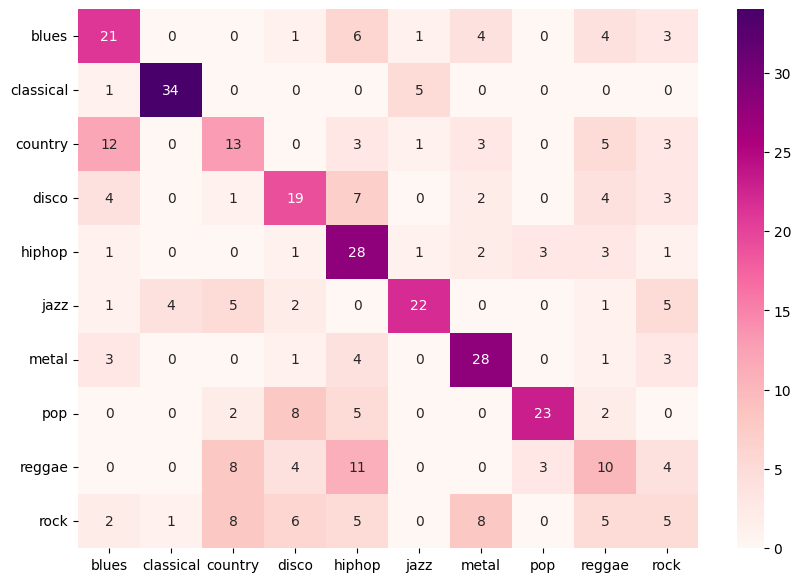 blues 21 0 0 1 6 1 4 0 4 3
classical 1 34 0 0 0 5 0 0 0 0
country 12 0 13 0 3 1 3 0 5 3
disco 4 0 1 19 7 0 2 0 4 3
hiphop 1 0 0 1 28 1 2 3 3 1
jazz 1 4 5 2 0 22 0 0 1 5
metal 3 0 0 1 4 0 28 0 1 3
pop 0 0 2 8 5 0 0 23 2 0
reggae 0 0 8 4 11 0 0 3 10 4
rock 2 1 8 6 5 0 8 0 5 5
blues classical country disco hiphop jazz metal pop reggae rock
30
25
20
15
10
5
0